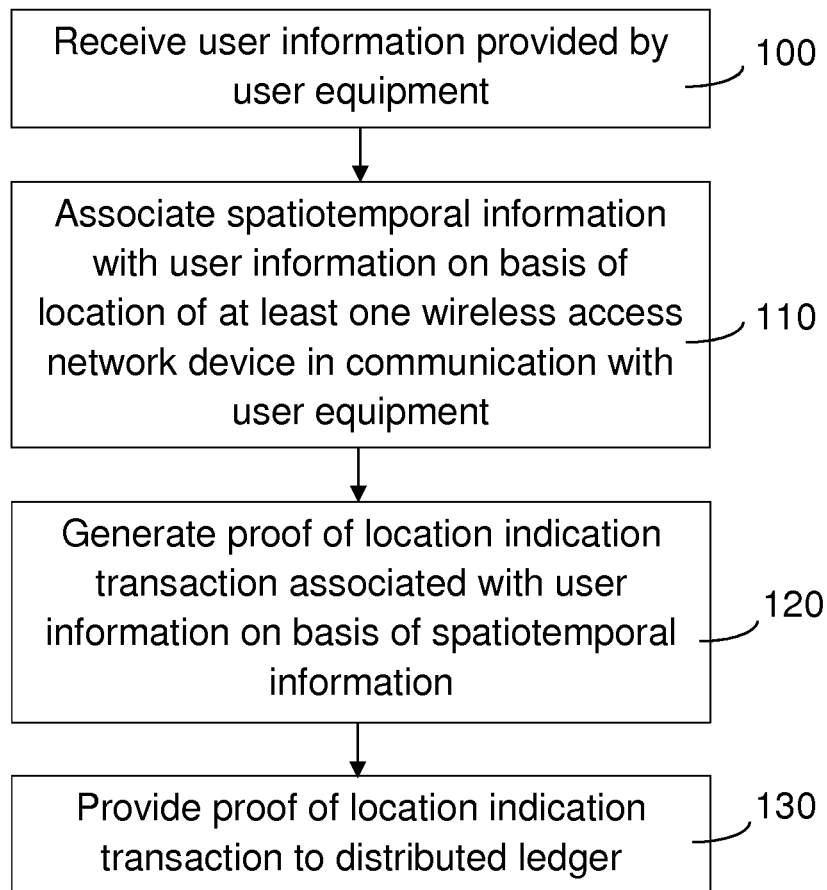 Receive user information provided by
user equipment
100
Associate spatiotemporal information
with user information on basis of
location of at least one wireless access
network device in communication with
user equipment
110
Generate proof of location indication
transaction associated with user
information on basis of spatiotemporal
information
120
Provide proof of location indication
transaction to distributed ledger
130